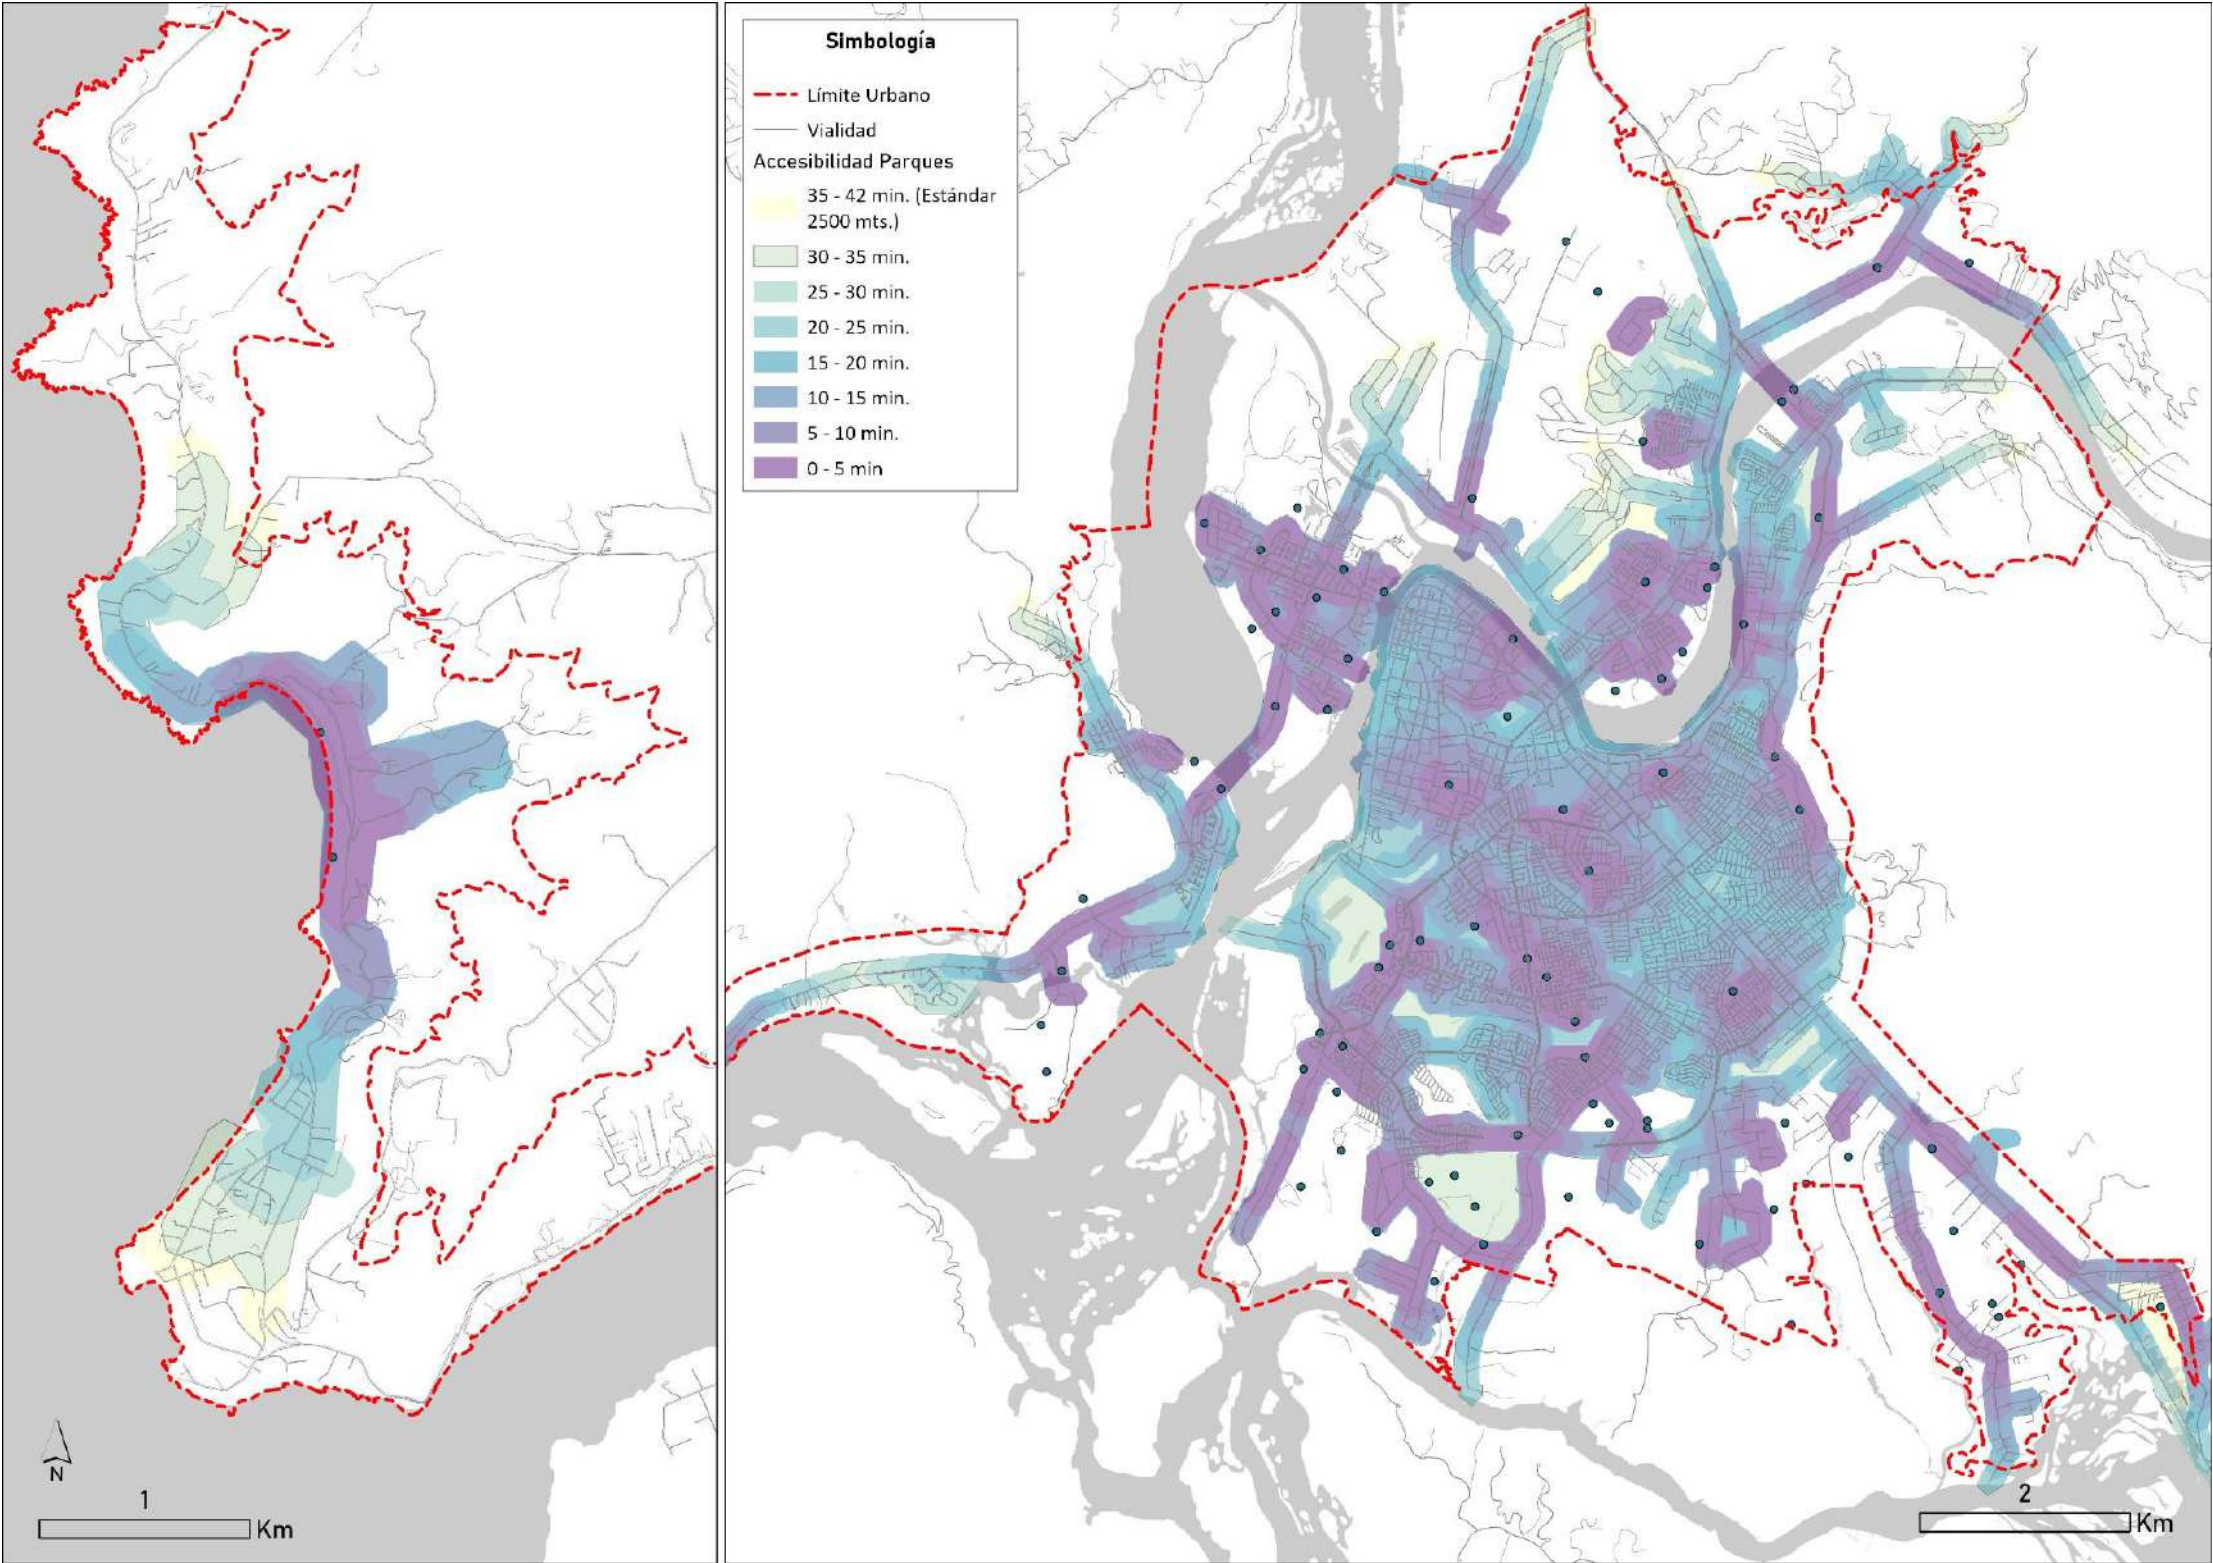 Simbología
Límite Urbano
Vialidad
Accesibilidad Parques
35 - 42 min. (Estándar
2500 mts.)
30 - 35 min.
25 - 30 min.
20 - 25 min.
15 - 20 min.
10 - 15 min.
5 - 10 min.
0 - 5 min
N
1
Km
2
Km